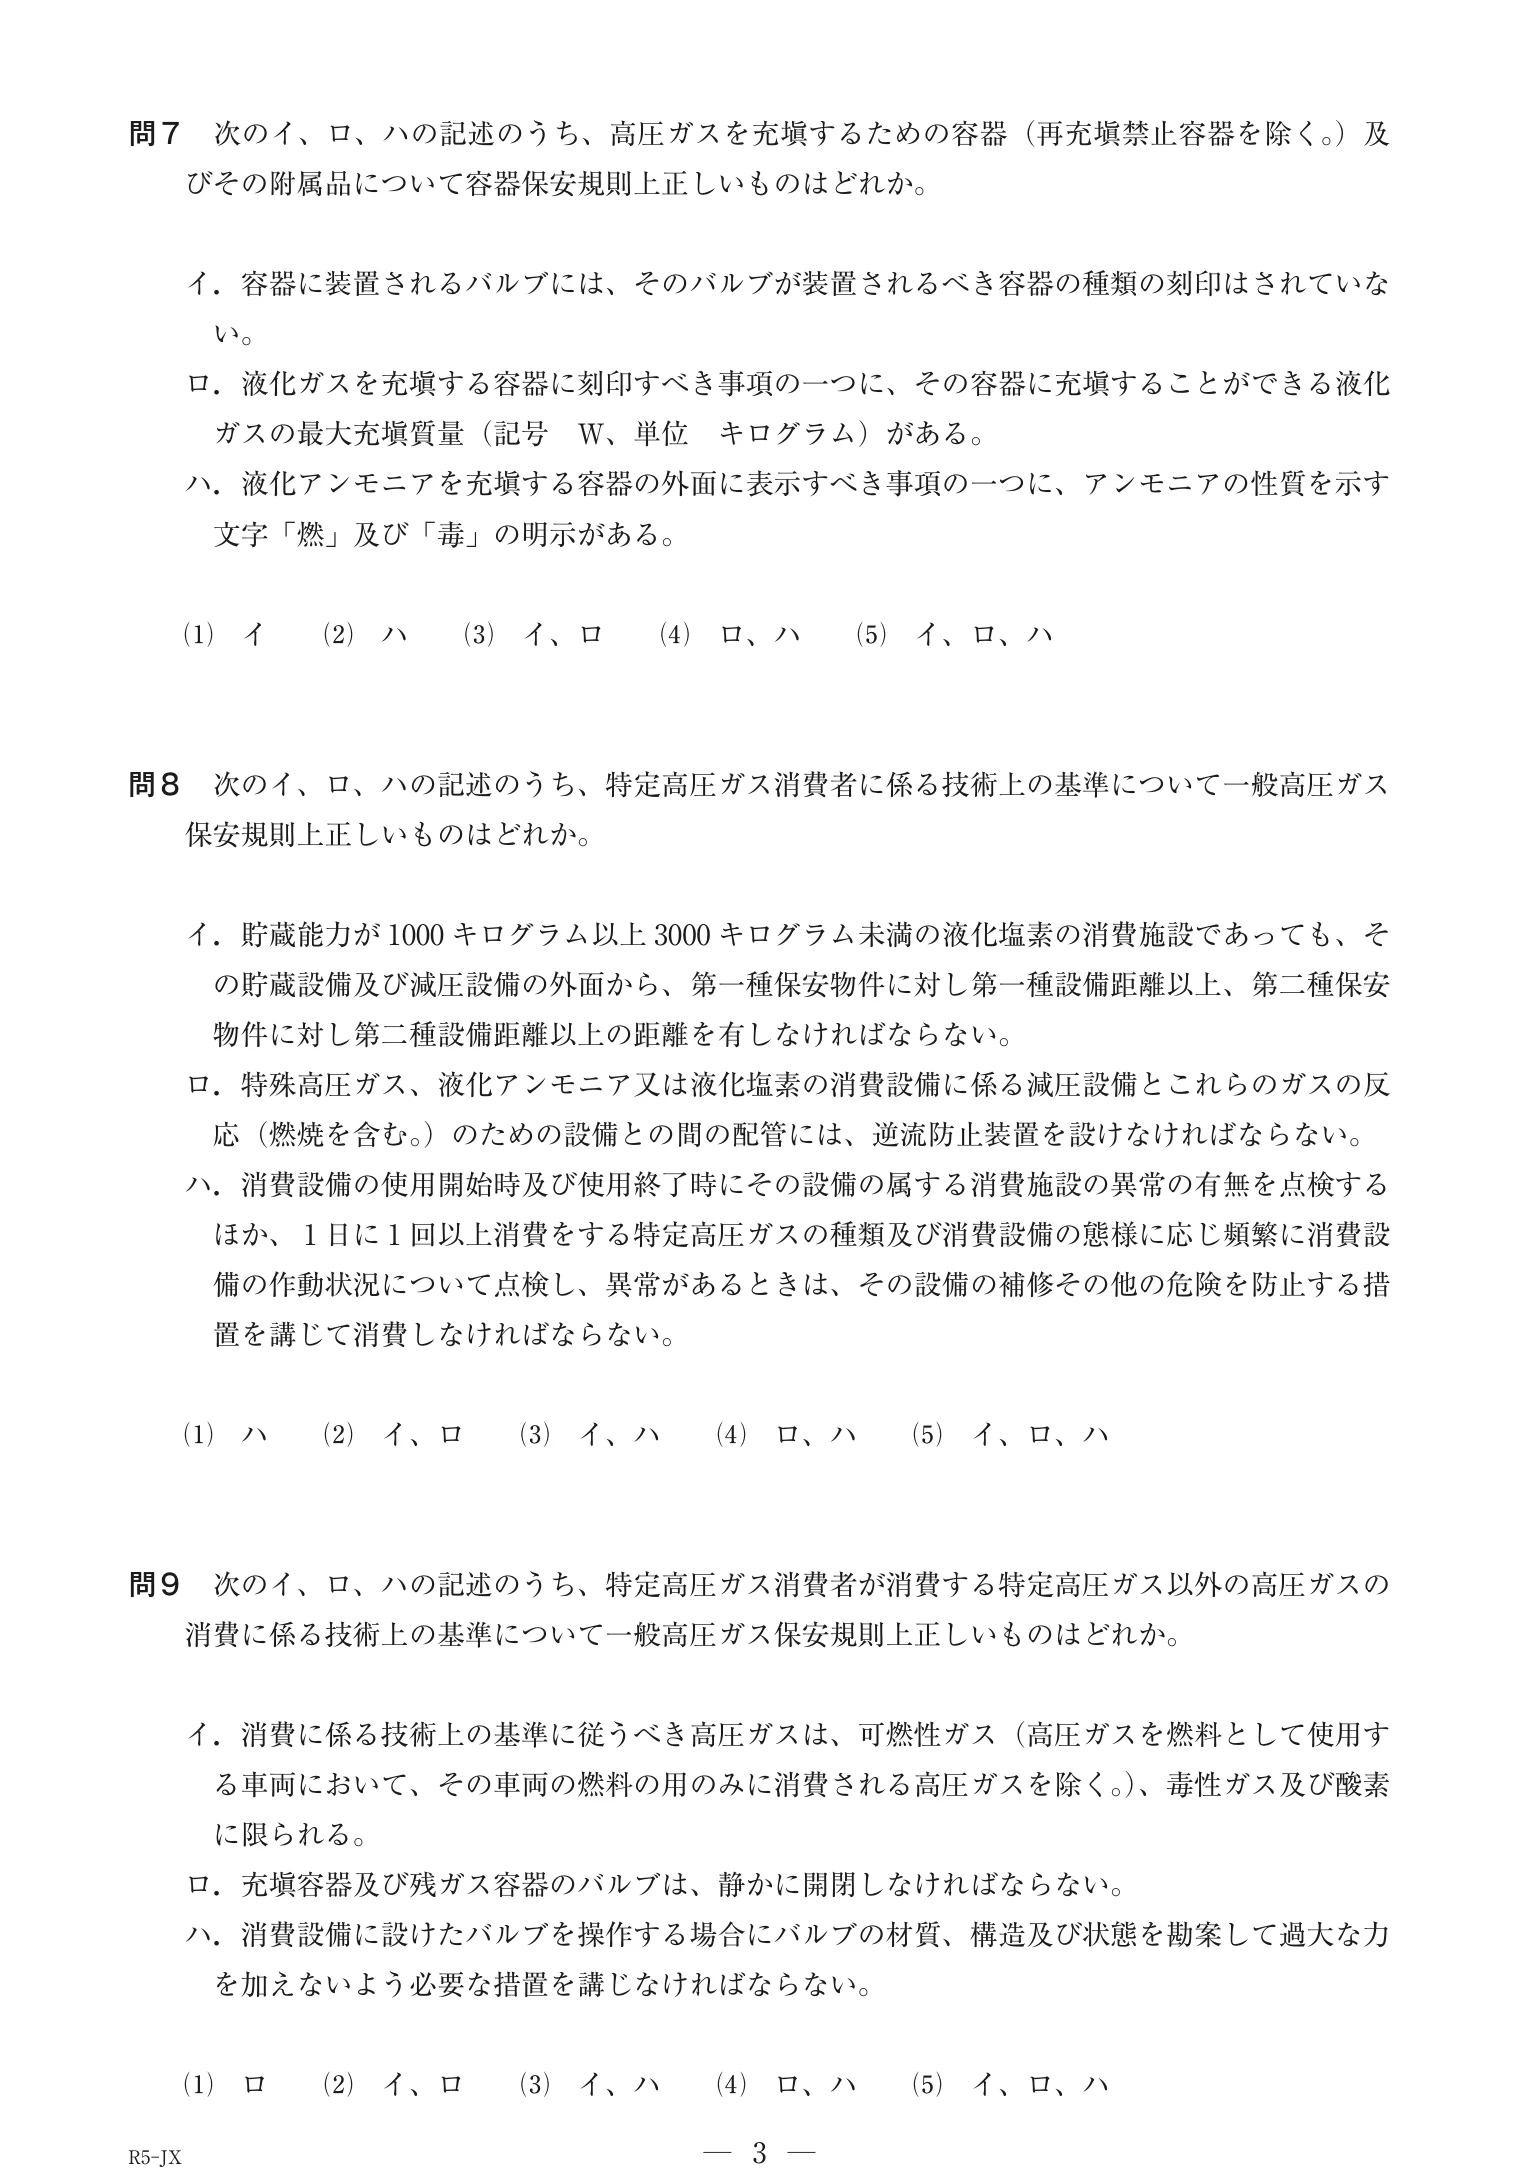 問7　次のイ、ロ、ハの記述のうち、高圧ガスを充塡するための容器（再充塡禁止容器を除く。）及
びその附属品について容器保安規則上正しいものはどれか。
イ．容器に装置されるバルブには、そのバルブが装置されるべき容器の種類の刻印はされていな
い。
ロ．液化ガスを充塡する容器に刻印すべき事項の一つに、その容器に充塡することができる液化
ガスの最大充塡質量（記号　W、単位　キログラム）がある。
ハ．液化アンモニアを充塡する容器の外面に表示すべき事項の一つに、アンモニアの性質を示す
文字「燃」及び「毒」の明示がある。
(1)　イ　　(2)　ハ　　(3)　イ、ロ　　(4)　ロ、ハ　　(5)　イ、ロ、ハ
問8　次のイ、ロ、ハの記述のうち、特定高圧ガス消費者に係る技術上の基準について一般高圧ガス
保安規則上正しいものはどれか。
イ．貯蔵能力が 1000 キログラム以上 3000 キログラム未満の液化塩素の消費施設であっても、そ
の貯蔵設備及び減圧設備の外面から、第一種保安物件に対し第一種設備距離以上、第二種保安
物件に対し第二種設備距離以上の距離を有しなければならない。
ロ．特殊高圧ガス、液化アンモニア又は液化塩素の消費設備に係る減圧設備とこれらのガスの反
応（燃焼を含む。）のための設備との間の配管には、逆流防止装置を設けなければならない。
ハ．消費設備の使用開始時及び使用終了時にその設備の属する消費施設の異常の有無を点検する
ほか、1 日に 1 回以上消費をする特定高圧ガスの種類及び消費設備の態様に応じ頻繁に消費設
備の作動状況について点検し、異常があるときは、その設備の補修その他の危険を防止する措
置を講じて消費しなければならない。
(1)　ハ　　(2)　イ、ロ　　(3)　イ、ハ　　(4)　ロ、ハ　　(5)　イ、ロ、ハ
問9　次のイ、ロ、ハの記述のうち、特定高圧ガス消費者が消費する特定高圧ガス以外の高圧ガスの
消費に係る技術上の基準について一般高圧ガス保安規則上正しいものはどれか。
イ．消費に係る技術上の基準に従うべき高圧ガスは、可燃性ガス（高圧ガスを燃料として使用す
る車両において、その車両の燃料の用のみに消費される高圧ガスを除く。）、毒性ガス及び酸素
に限られる。
ロ．充塡容器及び残ガス容器のバルブは、静かに開閉しなければならない。
ハ．消費設備に設けたバルブを操作する場合にバルブの材質、構造及び状態を勘案して過大な力
を加えないよう必要な措置を講じなければならない。
(1)　ロ　　(2)　イ、ロ　　(3)　イ、ハ　　(4)　ロ、ハ　　(5)　イ、ロ、ハ
R5-JX
― 3 ―